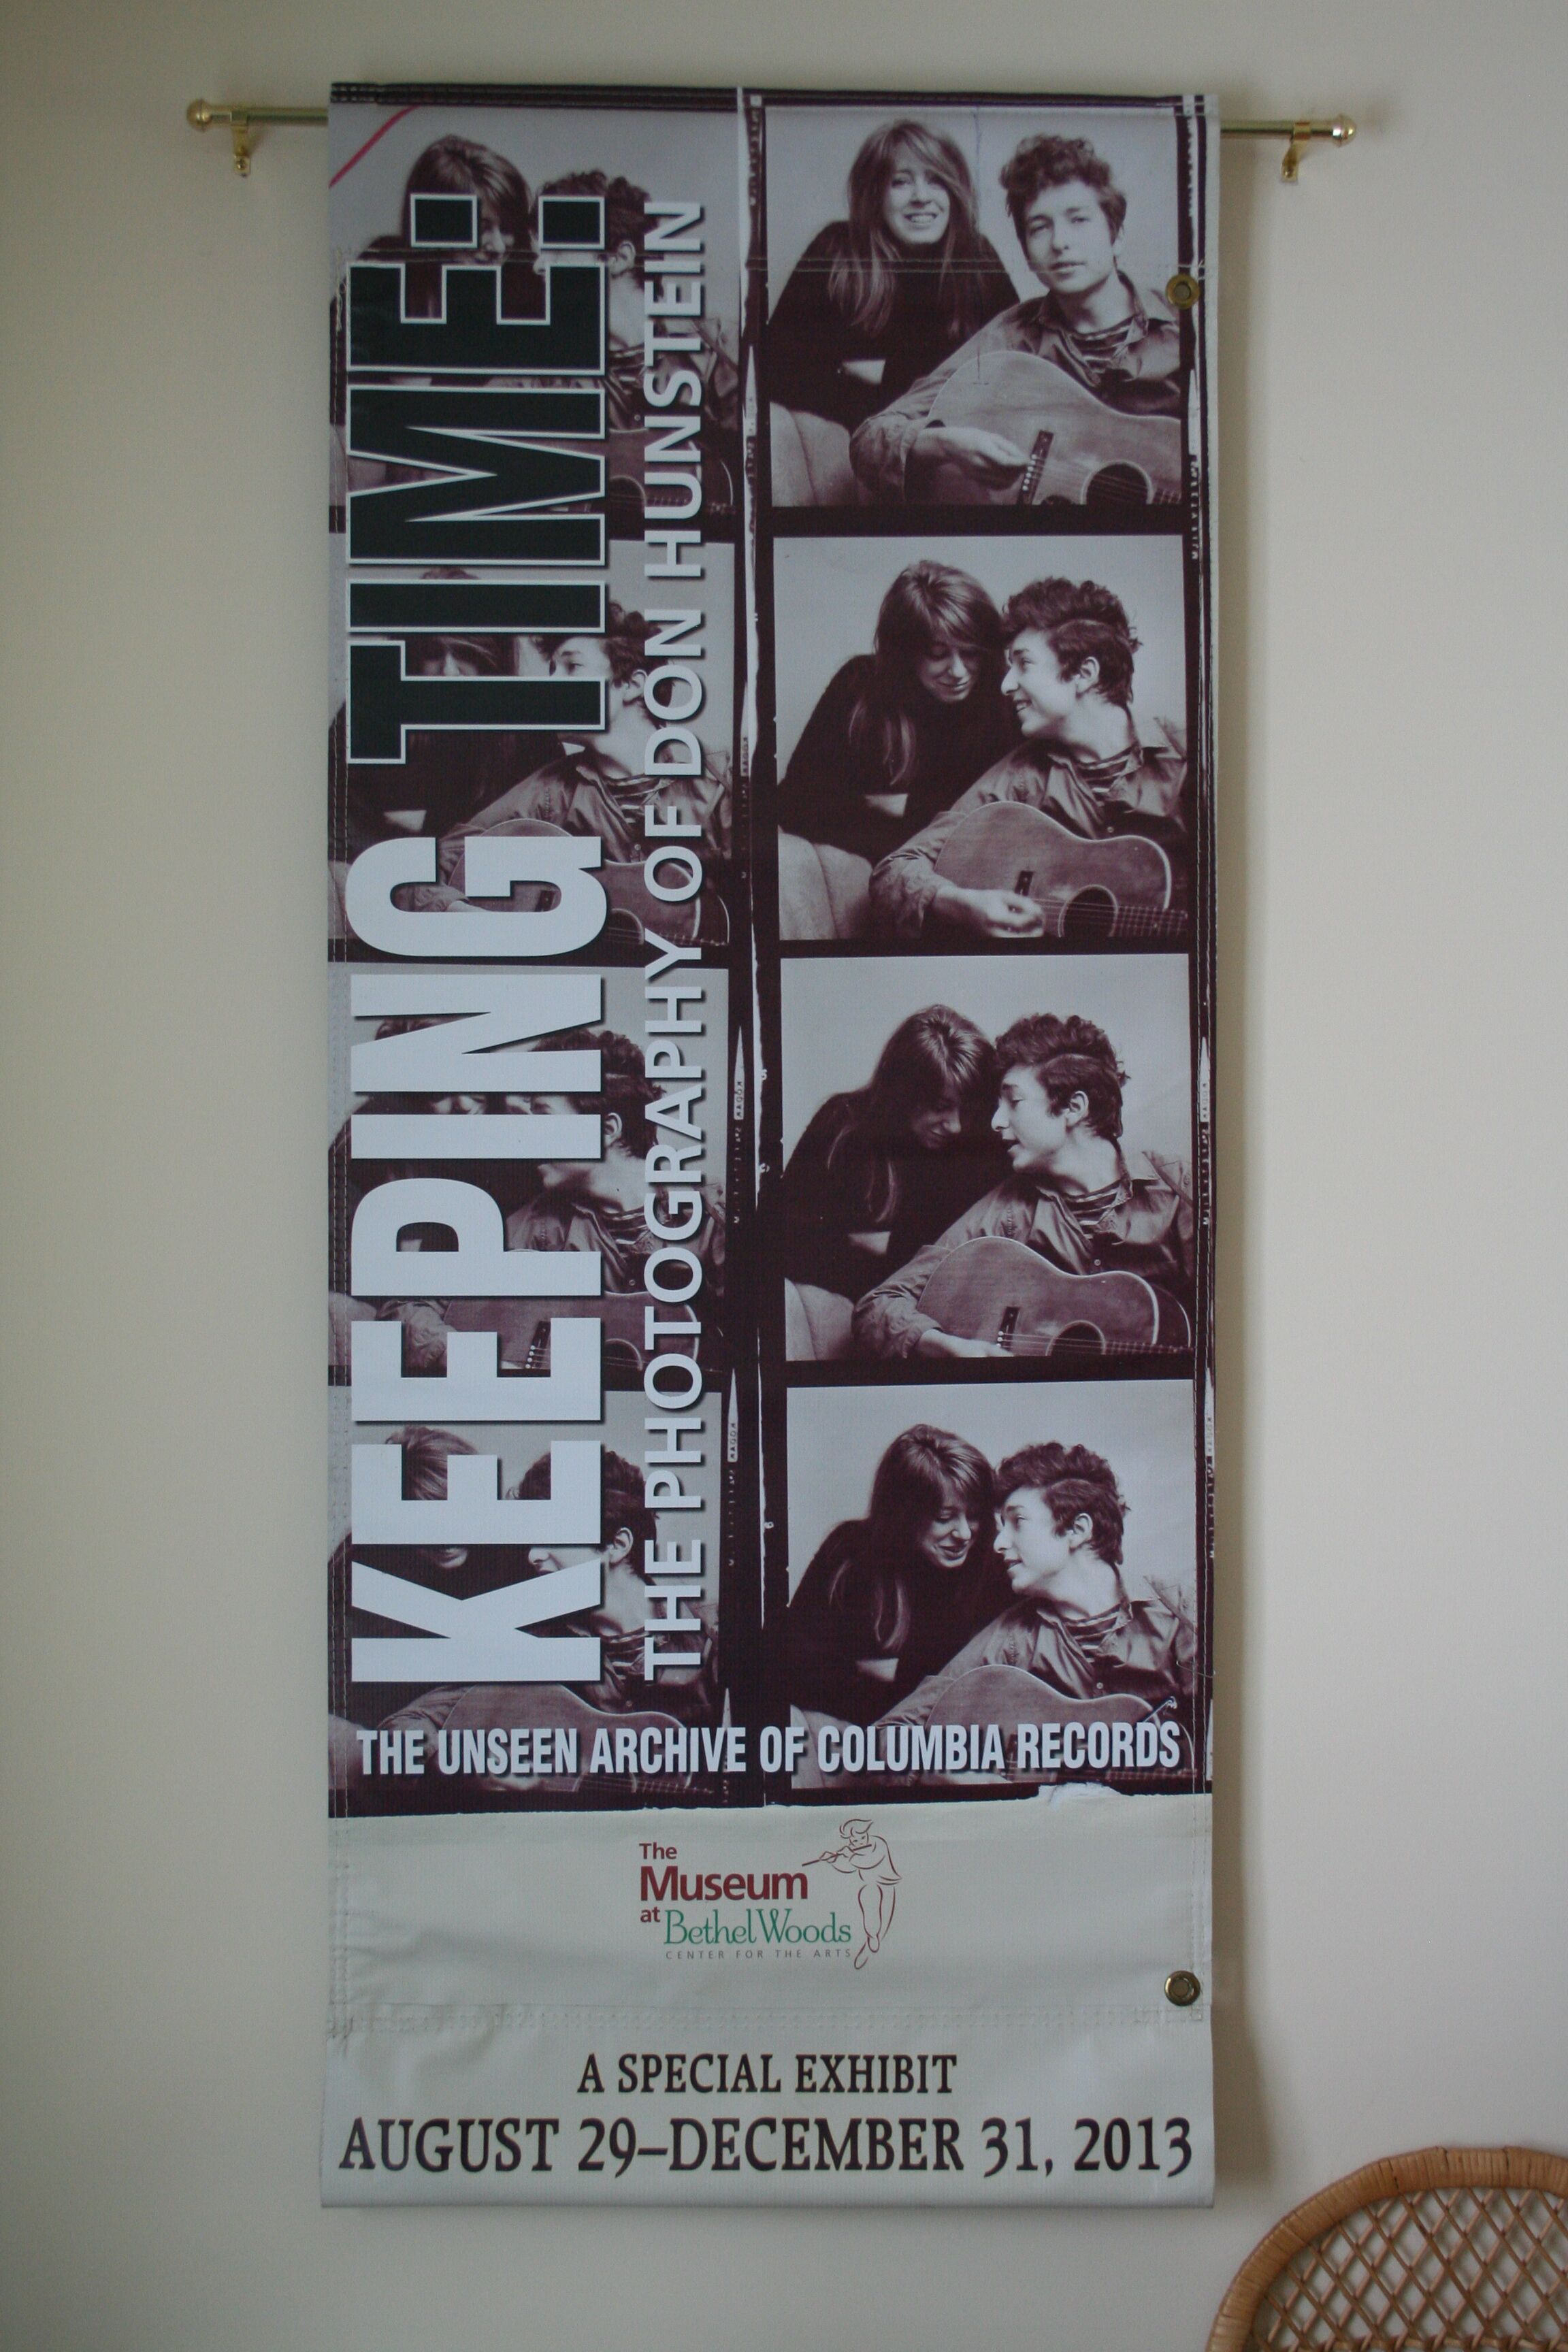 KEEPING TIME:
THE PHOTOGRAPHY OF DON HUNSTEIN
THE UNSEEN ARCHIVE OF COLUMBIA RECORDS
The
Museum
at Bethel Woods
CENTER FOR THE ARTS
A SPECIAL EXHIBIT
AUGUST 29–DECEMBER 31, 2013